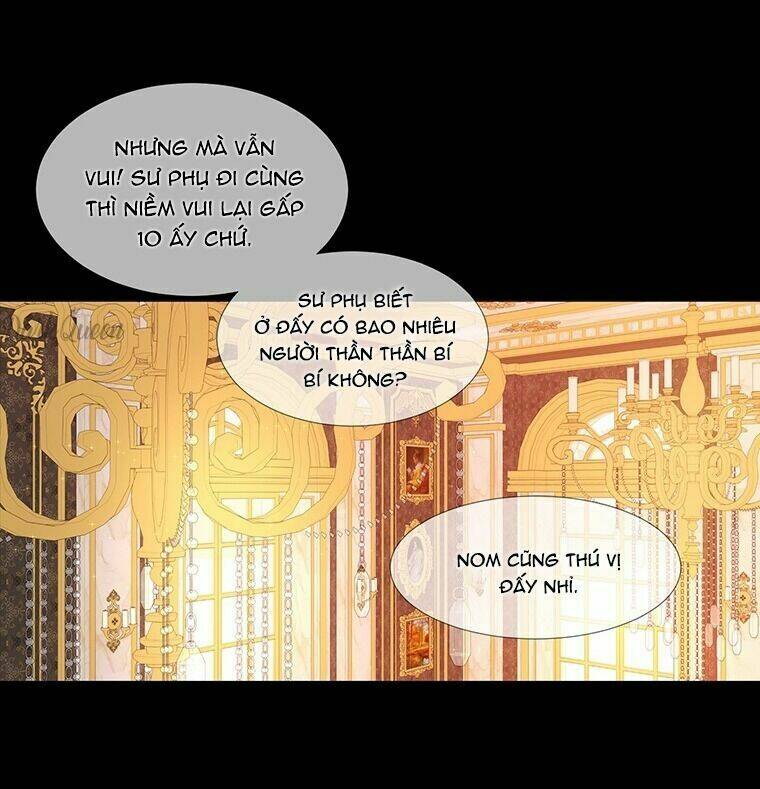 NHƯNG MÀ VẪN
VUI! SƯ PHỤ ĐI CÙNG
THÌ NIỀM VUI LẠI GẤP
10 ẤY CHỨ.
SƯ PHỤ BIẾT
Ở ĐẤY CÓ BAO NHIÊU
NGƯỜI THẦN THẦN BÍ
BÍ KHÔNG?
NOM CŨNG THÚ VỊ
ĐẤY NHỈ.